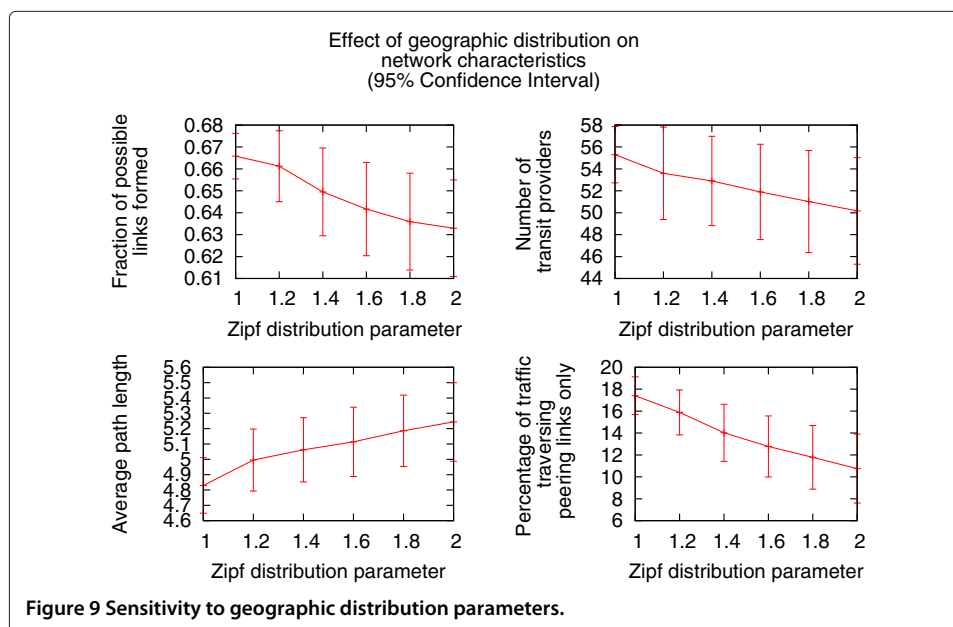 Effect of geographic distribution on
network characteristics
(95% Confidence Interval)
Fraction of possible
links formed
0.68
0.67
0.66
0.65
0.64
0.63
0.62
0.61
1 1.2 1.4 1.6 1.8 2
Zipf distribution parameter
Number of
transit providers
58
56
54
52
50
48
46
44
1 1.2 1.4 1.6 1.8 2
Zipf distribution parameter
Average path length
5.6
5.5
5.4
5.3
5.2
5.1
5
4.9
4.8
4.7
4.6
1 1.2 1.4 1.6 1.8 2
Zipf distribution parameter
Percentage of traffic
traversing
peering links only
20
18
16
14
12
10
8
6
1 1.2 1.4 1.6 1.8 2
Zipf distribution parameter
Figure 9 Sensitivity to geographic distribution parameters.